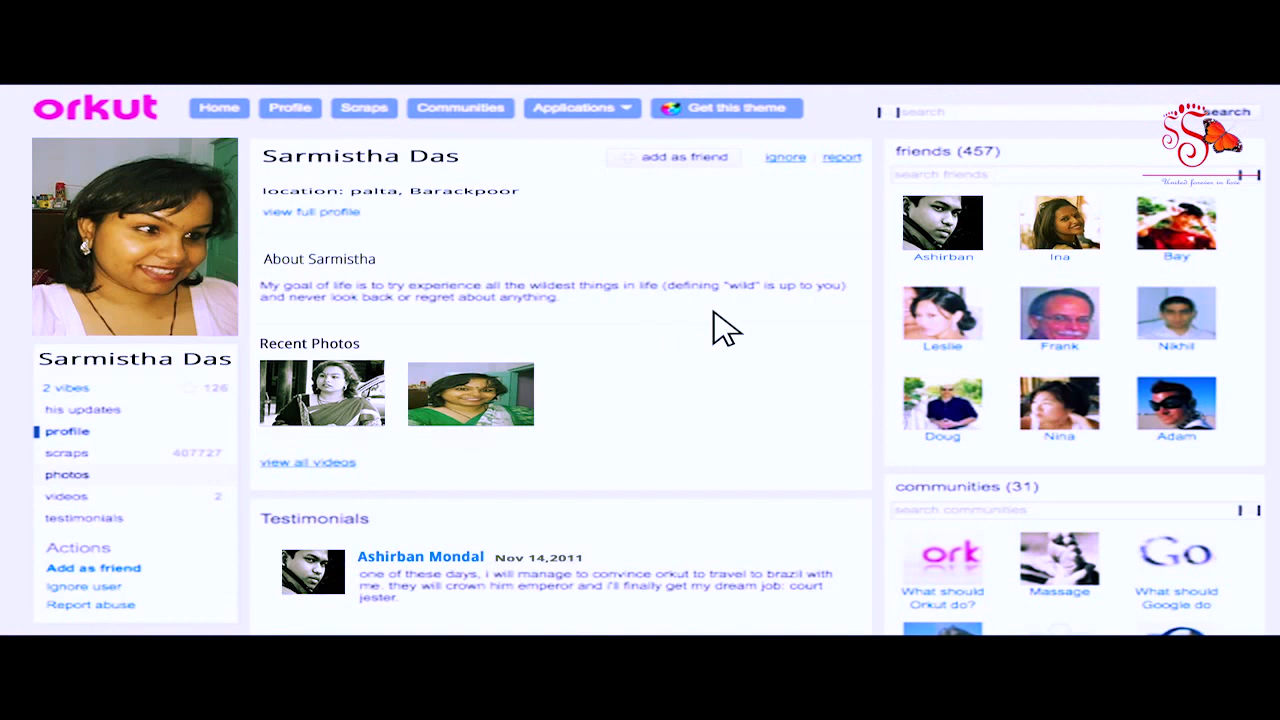 orkut
Home
Profile
Scraps
Communities
Applications
Get this theme
search
search
SS
United forever in love
Sarmistha Das
add as friend
ignore
report
location: palta, Barackpoor
view full profile
About Sarmistha
My goal of life is to try experience all the wildest things in life (defining "wild" is up to you)
and never look back or regret about anything.
Recent Photos
view all videos
Sarmistha Das
2 vibes
126
his updates
profile
scraps
407727
photos
videos
2
testimonials
Actions
Add as friend
Ignore user
Report abuse
Testimonials
Ashirban Mondal Nov 14,2011
one of these days, i will manage to convince orkut to travel to brazil with
me. they will crown him emperor and i'll finally get my dream job: court
jester.
friends (457)
search friends
Ashirban
Ina
Bay
Leslie
Frank
Nikhil
Doug
Nina
Adam
communities (31)
search communities
ork
Go
What should
Orkut do?
Massage
What should
Google do